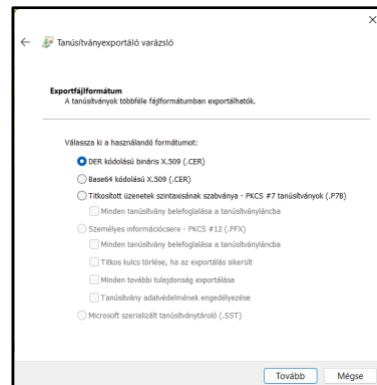 Tanúsítványexportáló varázsló
Exportfájlformátum
A tanúsítványok többféle fájlformátumban exportálhatók.
Válassza ki a használandó formátumot:
DER kódolású bináris X.509 (.CER)
Base64 kódolású X.509 (.CER)
Titkosított üzenetek szintaxisának szabványa - PKCS #7 tanúsítványok (.P7B)
Minden tanúsítvány belefoglalása a tanúsítványláncba
Személyes információcsere - PKCS #12 (.PFX)
Minden tanúsítvány belefoglalása a tanúsítványláncba
Titkos kulcs törlése, ha az exportálás sikerült
Minden további tulajdonság exportálása
Tanúsítvány adatvédelmének engedélyezése
Microsoft szerializált tanúsítványtároló (.SST)
Tovább Mégse